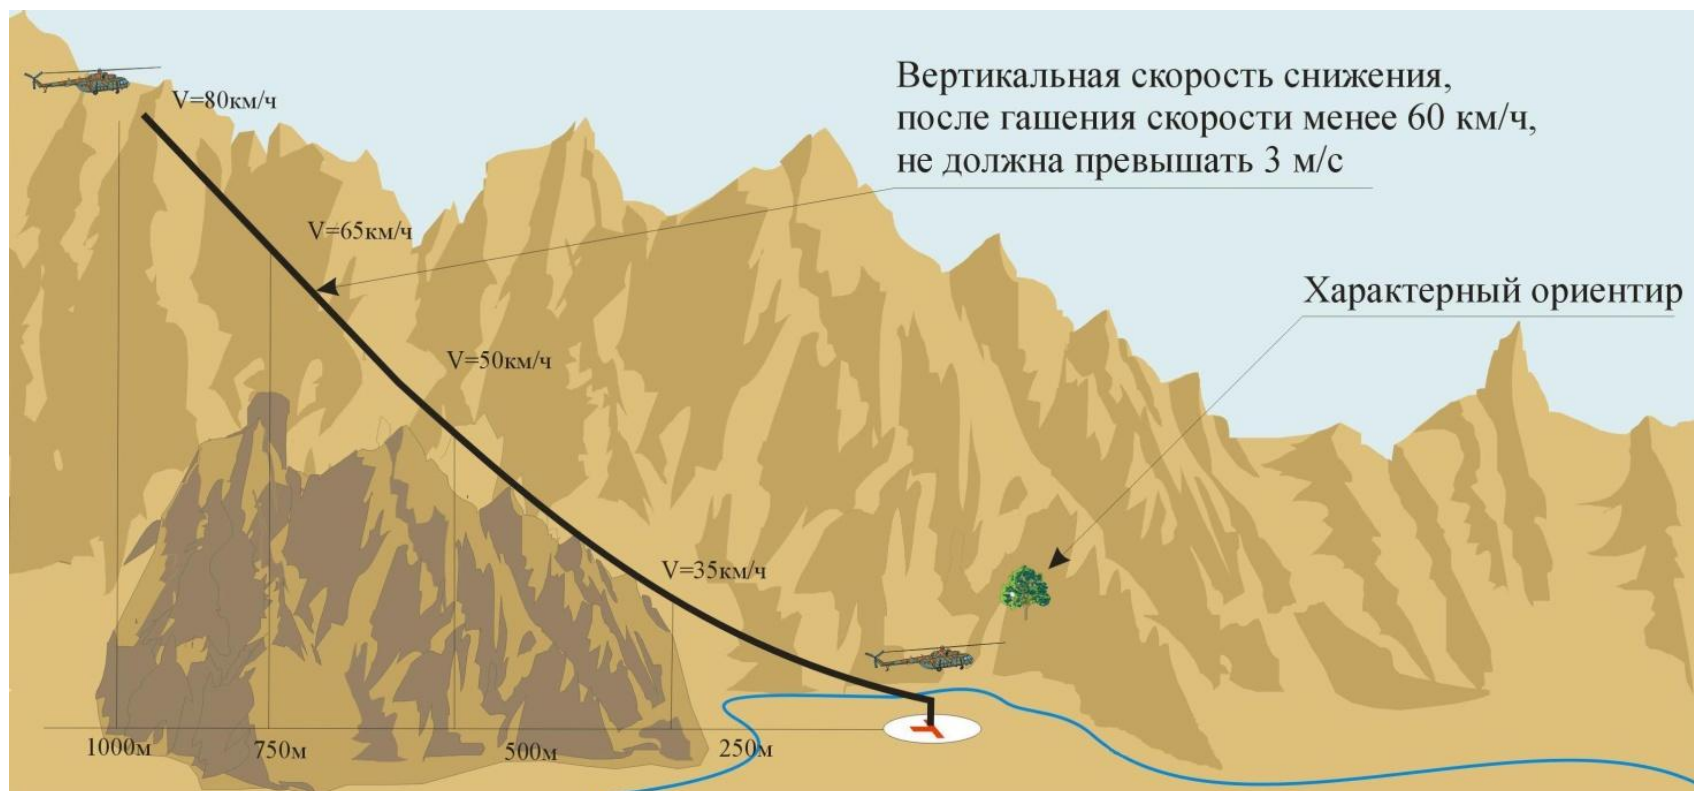 V=80км/ч
Вертикальная скорость снижения,
после гашения скорости менее 60 км/ч,
не должна превышать 3 м/с
V=65км/ч
Характерный ориентир
V=50км/ч
V=35км/ч
1000м
750м
500м
250м